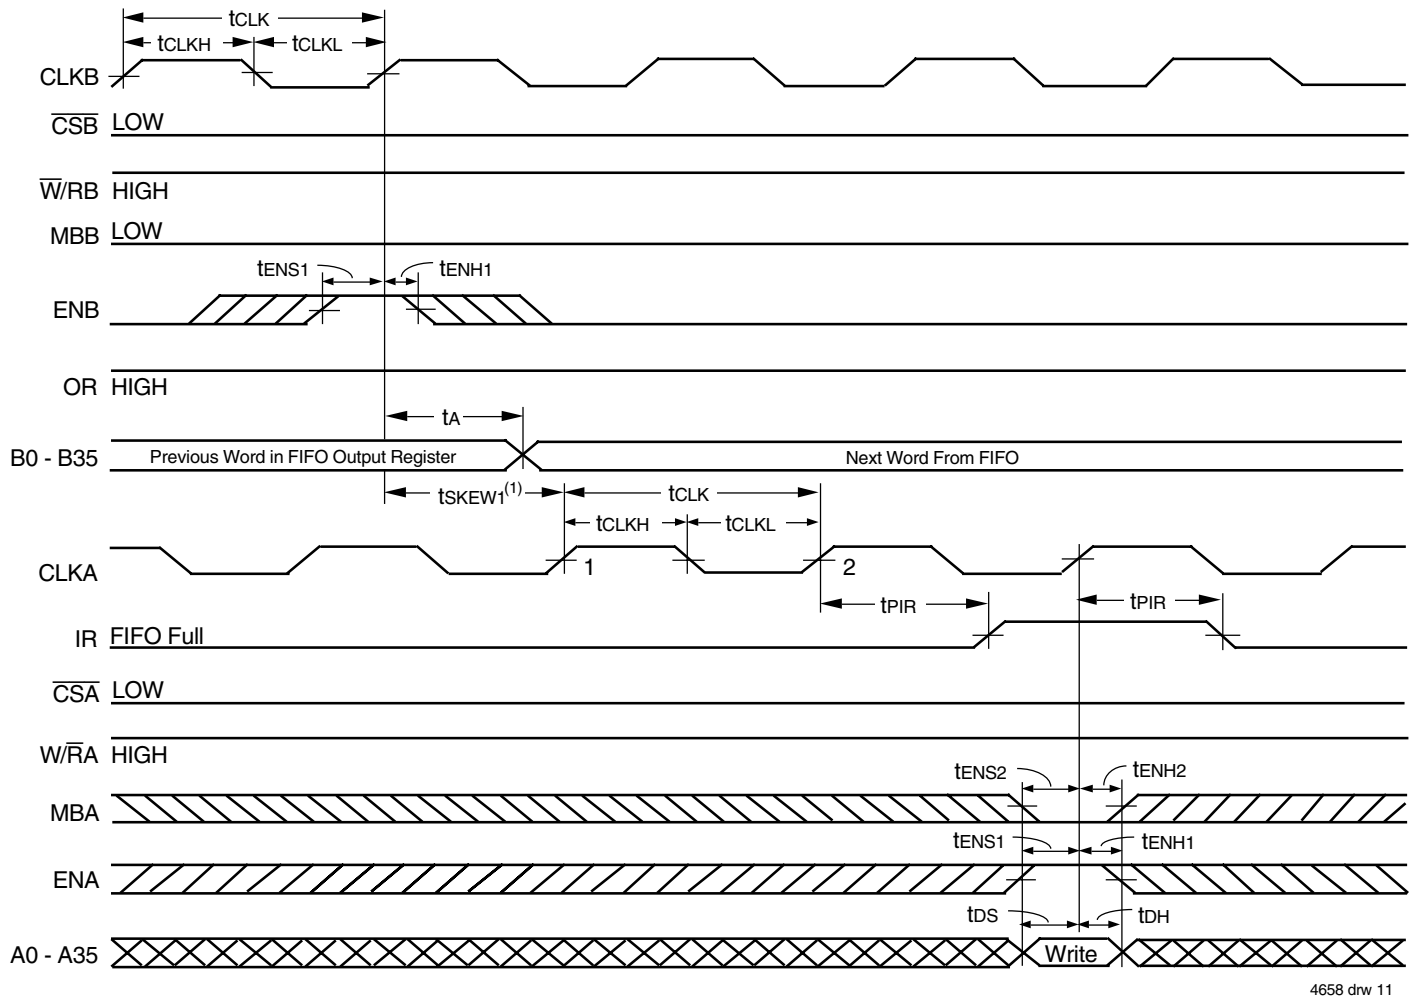 tCLK
tCLKH
tCLKL
CLKB
CSB LOW
W/RB HIGH
MBB LOW
tENS1
tENH1
ENB
OR HIGH
tA
B0 - B35
Previous Word in FIFO Output Register
Next Word From FIFO
tSKEW1(1)
tCLK
tCLKH
tCLKL
CLKA
1
2
tPIR
tPIR
IR FIFO Full
CSA LOW
W/RA HIGH
tENS2
tENH2
MBA
tENS1
tENH1
ENA
tDS
tDH
A0 - A35
Write
4658 drw 11